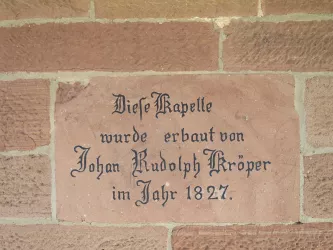 Diese Kapelle
wurde erbaut von
Johan Rudolph Kröper
im Jahr 1827.